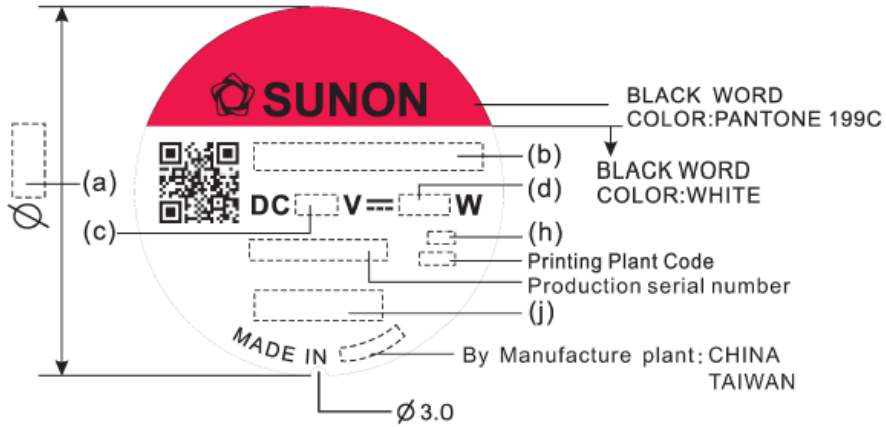 SUNON
BLACK WORD
COLOR:PANTONE 199C
(b)
BLACK WORD
COLOR:WHITE
(a)
Ø
DC V⎓ W
(d)
(c)
(h)
Printing Plant Code
Production serial number
(j)
MADE IN
By Manufacture plant: CHINA
TAIWAN
Ø3.0